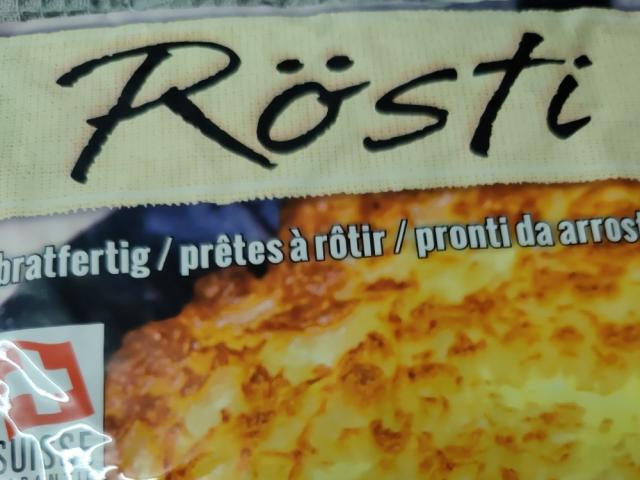 Rösti
bratfertig / prêtes à rôtir / pronti da arrost
SUISSE